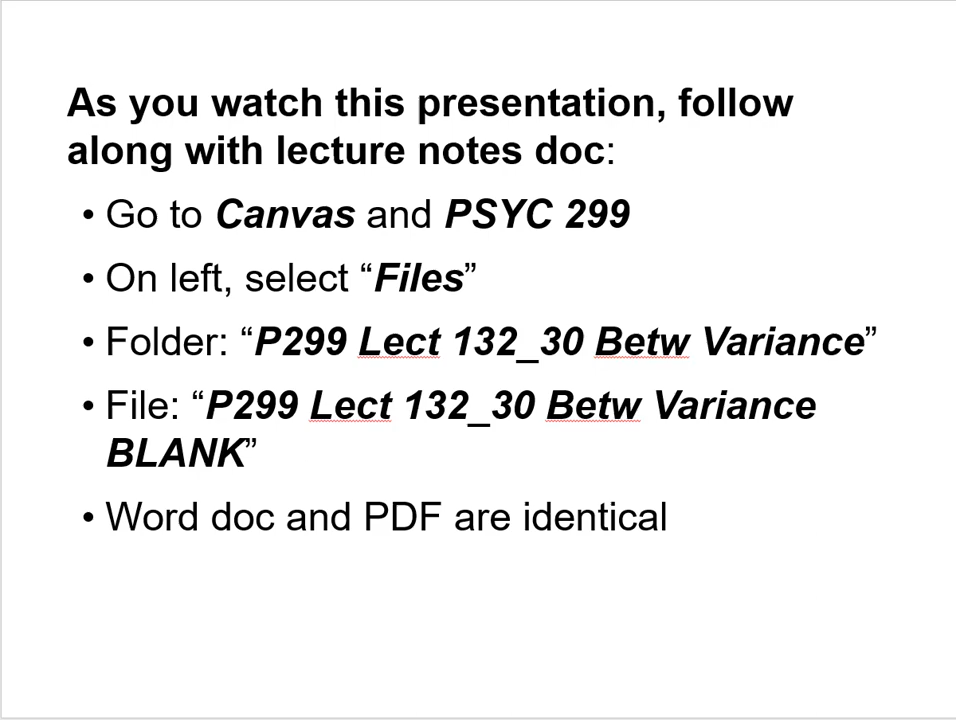 As you watch this presentation, follow
along with lecture notes doc:
• Go to Canvas and PSYC 299
• On left, select “Files”
• Folder: “P299 Lect 132_30 Betw Variance”
• File: “P299 Lect 132_30 Betw Variance
BLANK”
• Word doc and PDF are identical